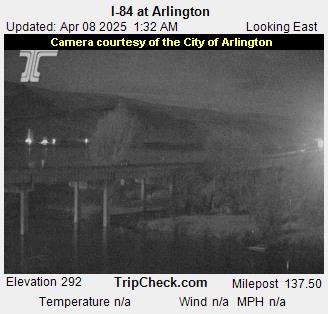 I-84 at Arlington
Updated: Apr 08 2025 1:32 AM Looking East
Camera courtesy of the City of Arlington
Elevation 292 TripCheck.com Milepost 137.50
Temperature n/a Wind n/a MPH n/a